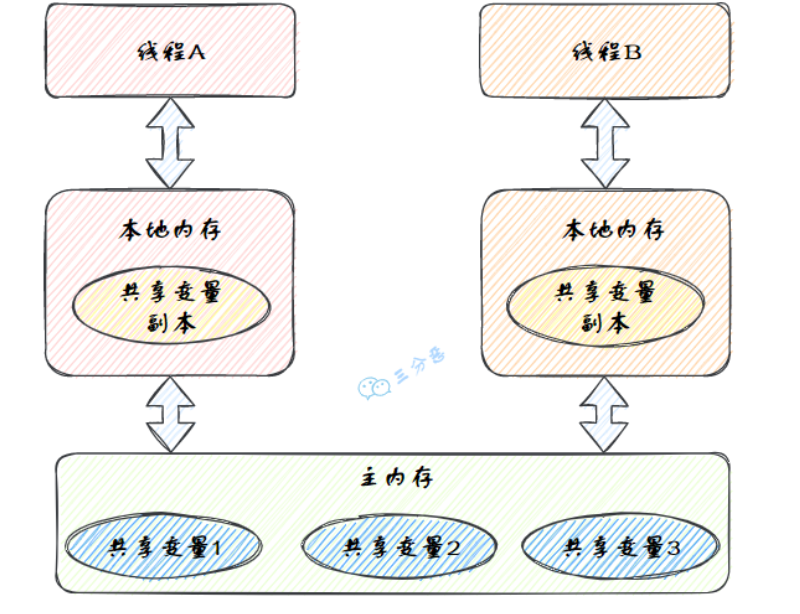 线程A
线程B
本地内存
本地内存
共享变量
副本
共享变量
副本
三分恶
主内存
共享变量1
共享变量2
共享变量3